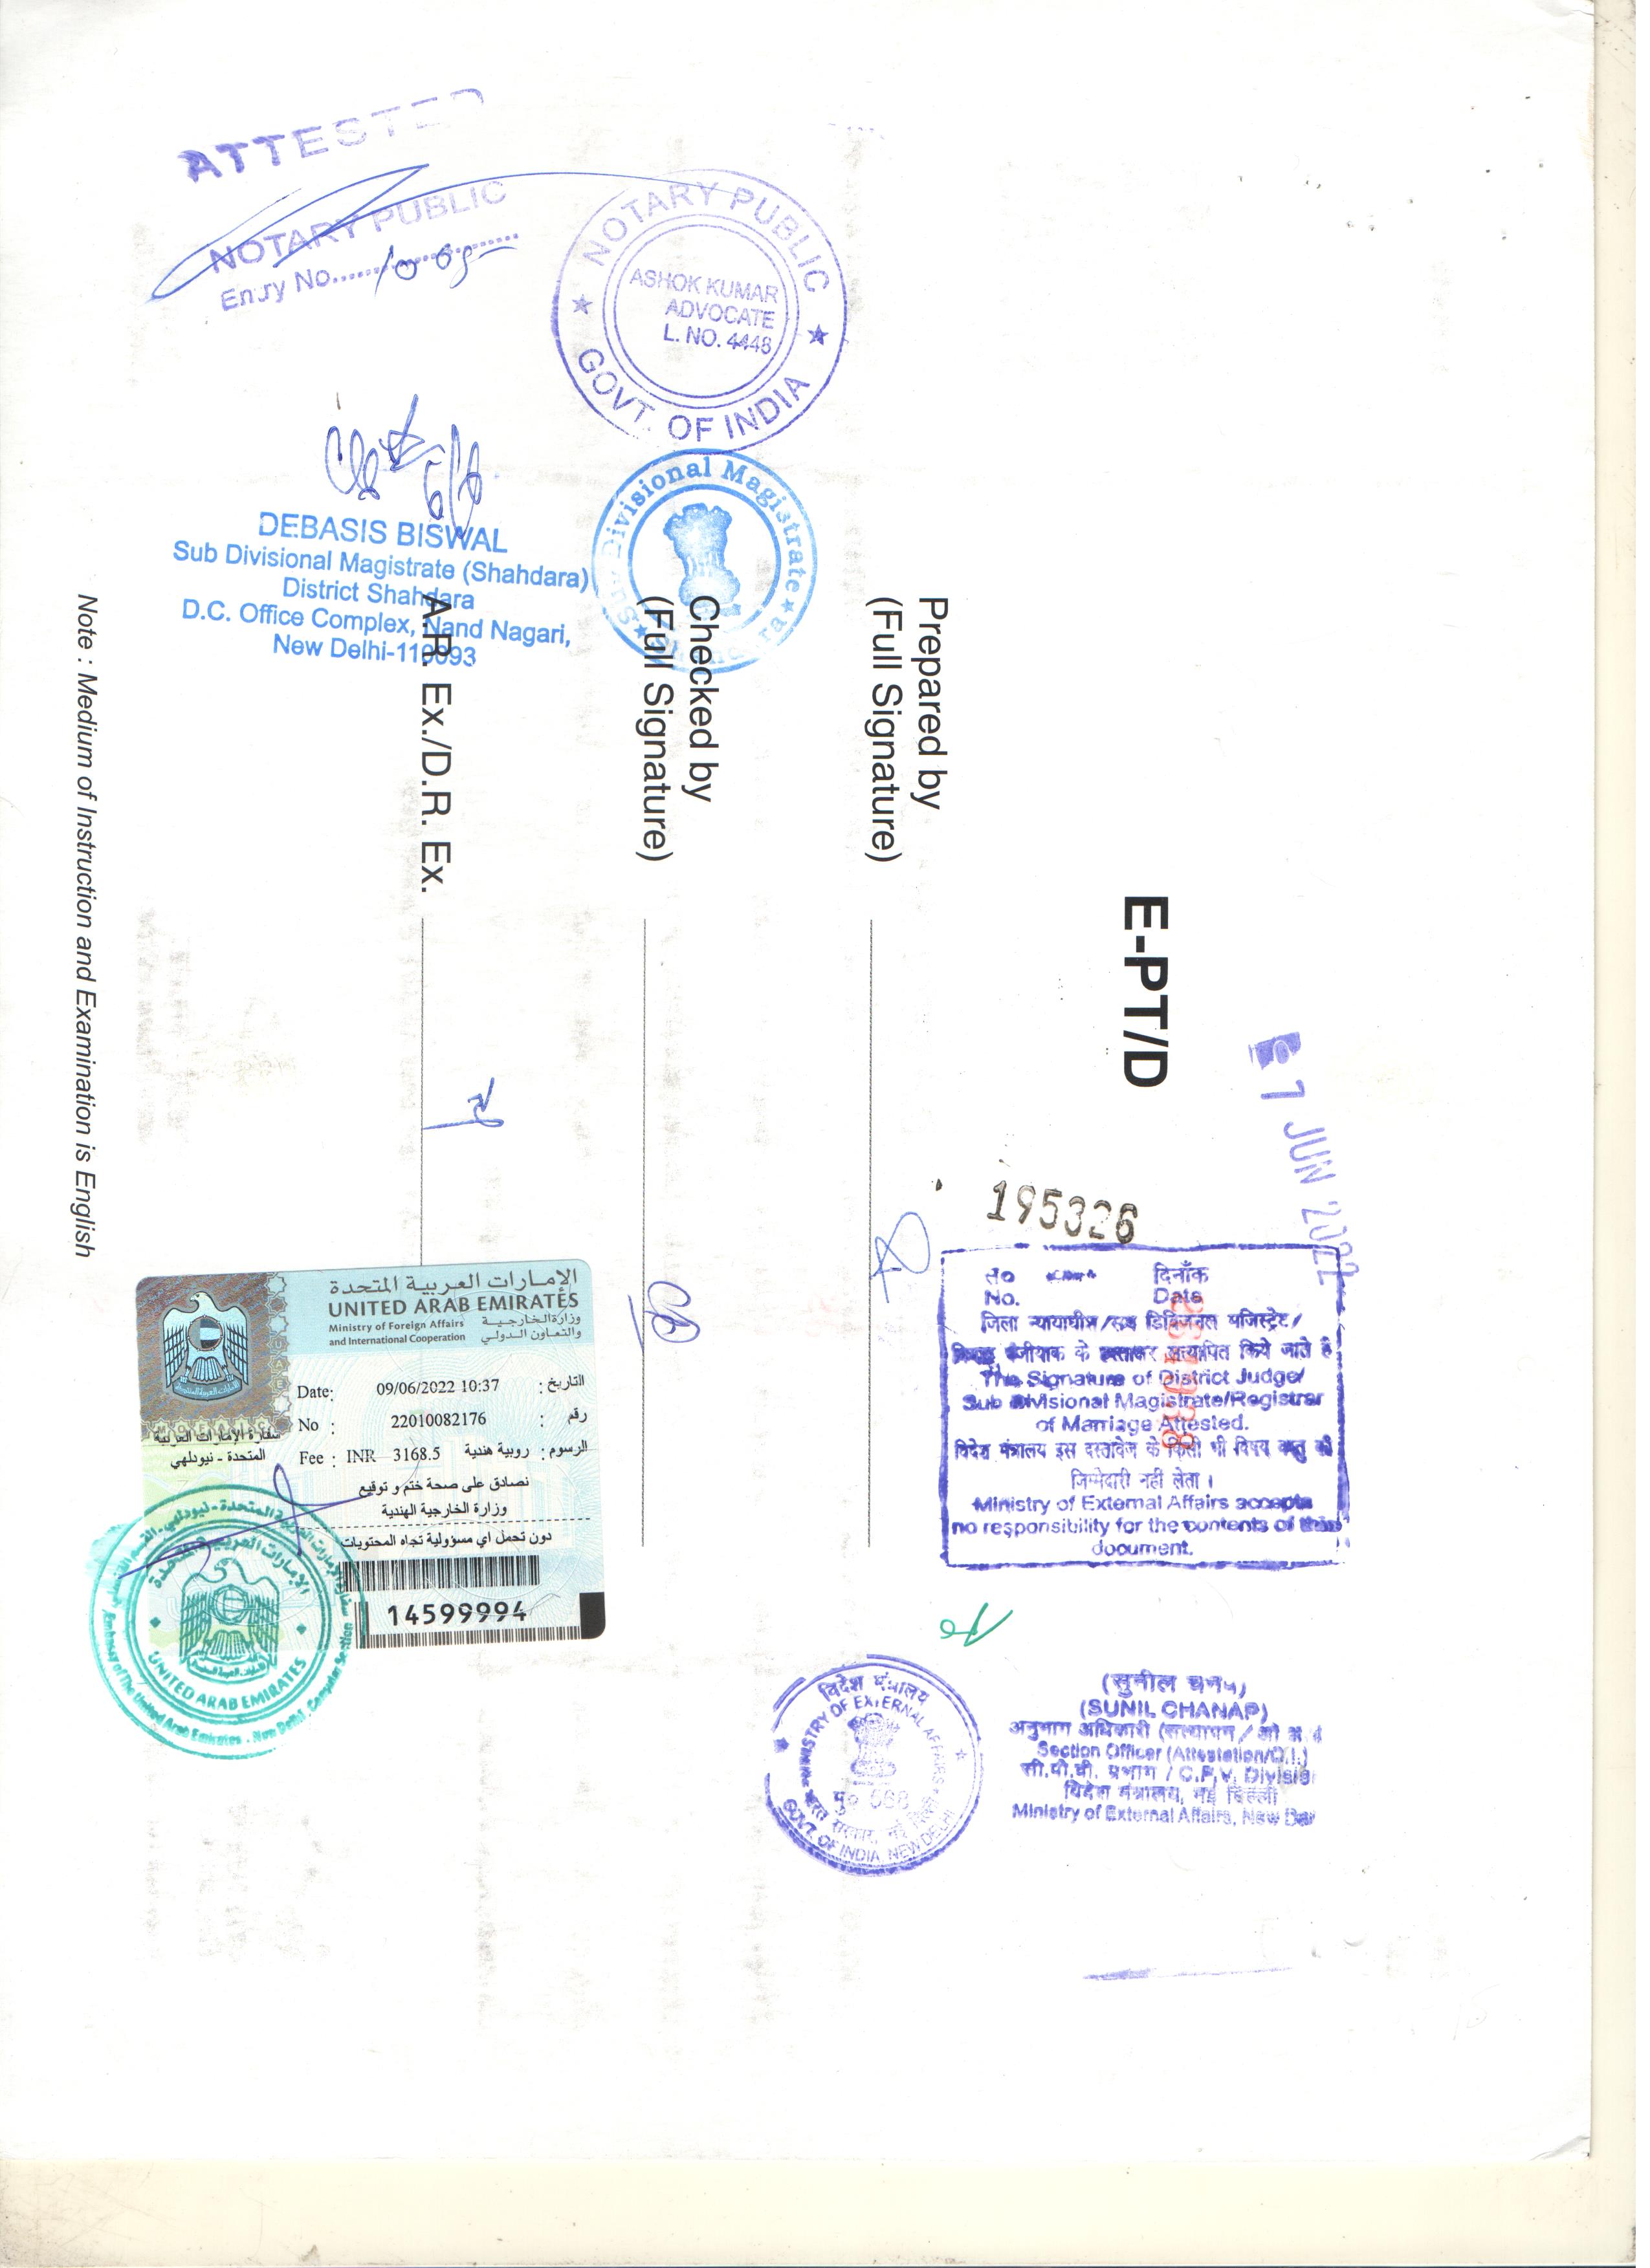 ATTESTED
NOTARY PUBLIC
Entry No.
NOTARY PUBLIC
ASHOK KUMAR
ADVOCATE
L. NO. 4448
GOVT. OF INDIA
DEBASIS BISWAL
Sub Divisional Magistrate (Shahdara)
District Shahdara
D.C. Office Complex, Nand Nagari,
New Delhi-110093
Sub Divisional Magistrate
Shahdara
E-PT/D
Prepared by
(Full Signature)
Checked by
(Full Signature)
A.R. Ex./D.R. Ex.
Note : Medium of Instruction and Examination is English
JUN 2022
195326
दिनाँक
No. Date
जिला न्यायाधीश/सब डिविजनल मजिस्ट्रेट/
विवाह पंजीयक के हस्ताक्षर सत्यापित किये जाते है
The Signature of District Judge/
Sub Divisional Magistrate/Registrar
of Marriage Attested.
विदेश मंत्रालय इस दस्तावेज के किसी भी विषय वस्तु की
जिम्मेदारी नहीं लेता।
Ministry of External Affairs accepts
no responsibility for the contents of this
document.
الإمارات العربية المتحدة
UNITED ARAB EMIRATES
Ministry of Foreign Affairs
and International Cooperation
وزارة الخارجية
والتعاون الدولي
سفارة الإمارات العربية
المتحدة - نيودلهي
Date: 09/06/2022 10:37 التاريخ :
No : 22010082176 رقم :
Fee : INR 3168.5 روبية هندية الرسوم :
نصادق على صحة ختم و توقيع
وزارة الخارجية الهندية
دون تحمل اي مسؤولية تجاه المحتويات
14599994
الإمارات العربية المتحدة
UNITED ARAB EMIRATES
Embassy of The United Arab Emirates - New Delhi - Consular Section
विदेश मंत्रालय
MINISTRY OF EXTERNAL AFFAIRS
भारत सरकार, नई दिल्ली
GOVT. OF INDIA, NEW DELHI
(SUNIL CHANAP)
अनुभाग अधिकारी
Section Officer (Attestation/O.I.)
सी.पी.वी. प्रभाग / C.P.V. Division
विदेश मंत्रालय, नई दिल्ली
Ministry of External Affairs, New